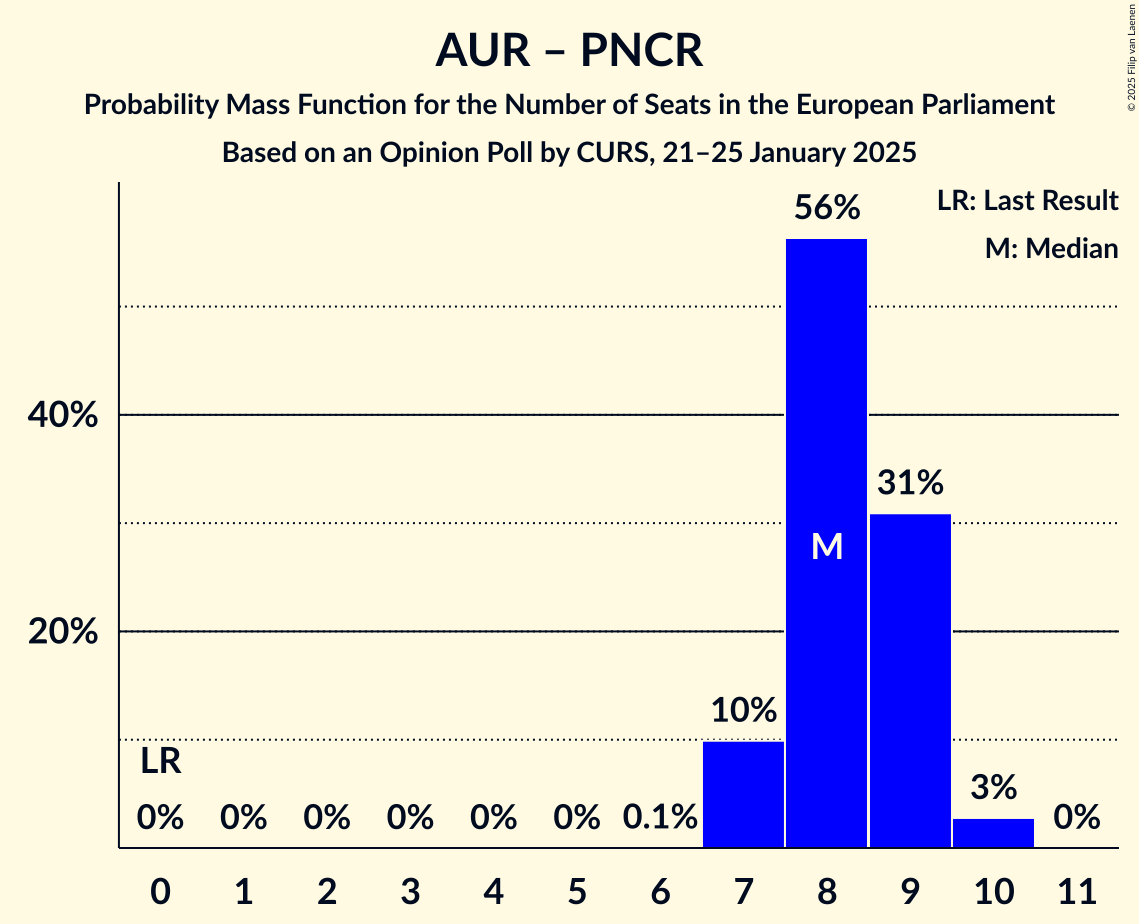 AUR – PNCR
Probability Mass Function for the Number of Seats in the European Parliament
Based on an Opinion Poll by CURS, 21–25 January 2025
© 2025 Filip van Laenen
LR: Last Result
M: Median
56%
40%
31%
M
20%
10%
LR
3%
0% 0% 0% 0% 0% 0% 0.1% 0%
0 1 2 3 4 5 6 7 8 9 10 11